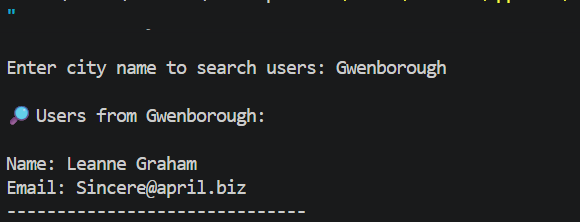 "
Enter city name to search users: Gwenborough
🔎 Users from Gwenborough:
Name: Leanne Graham
Email: Sincere@april.biz
------------------------------